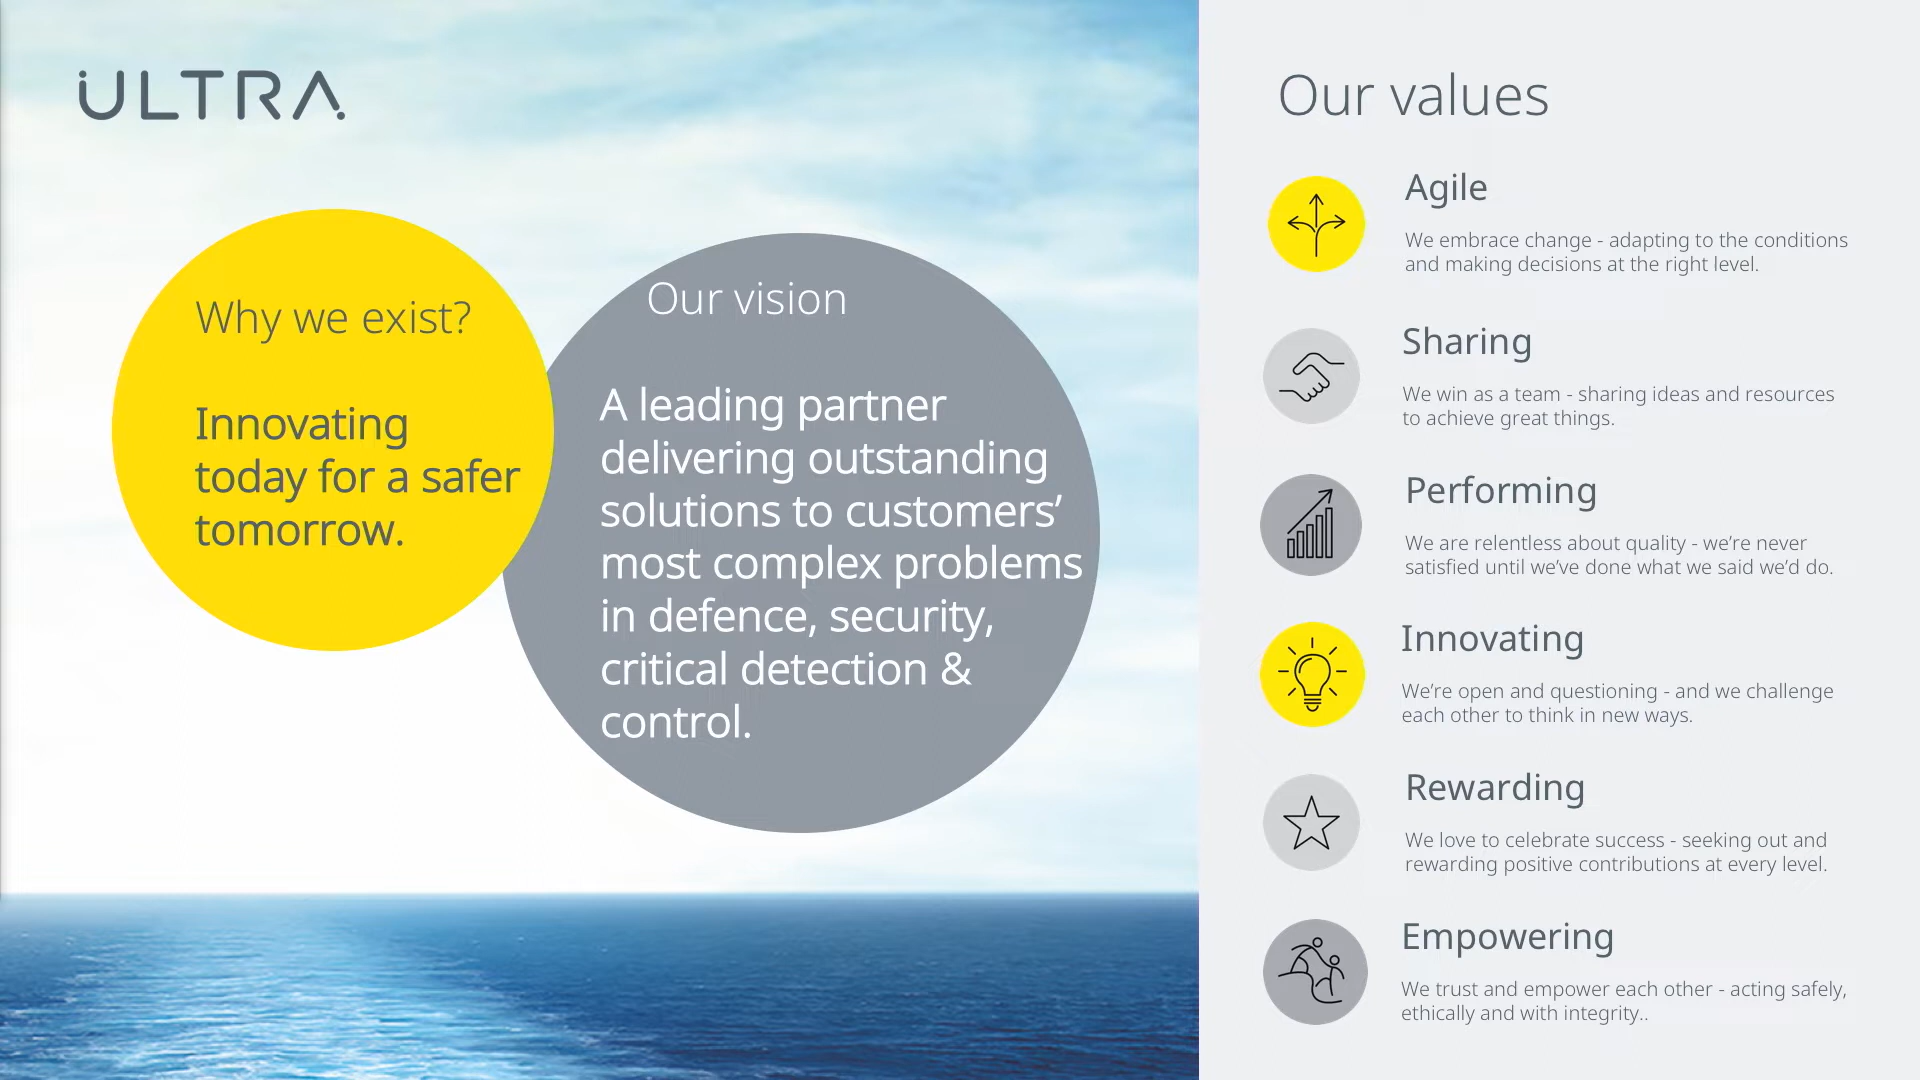 ULTRA
Why we exist?
Innovating
today for a safer
tomorrow.
Our vision
A leading partner
delivering outstanding
solutions to customers’
most complex problems
in defence, security,
critical detection &
control.
Our values
Agile
We embrace change - adapting to the conditions
and making decisions at the right level.
Sharing
We win as a team - sharing ideas and resources
to achieve great things.
Performing
We are relentless about quality - we’re never
satisfied until we’ve done what we said we’d do.
Innovating
We’re open and questioning - and we challenge
each other to think in new ways.
Rewarding
We love to celebrate success - seeking out and
rewarding positive contributions at every level.
Empowering
We trust and empower each other - acting safely,
ethically and with integrity..